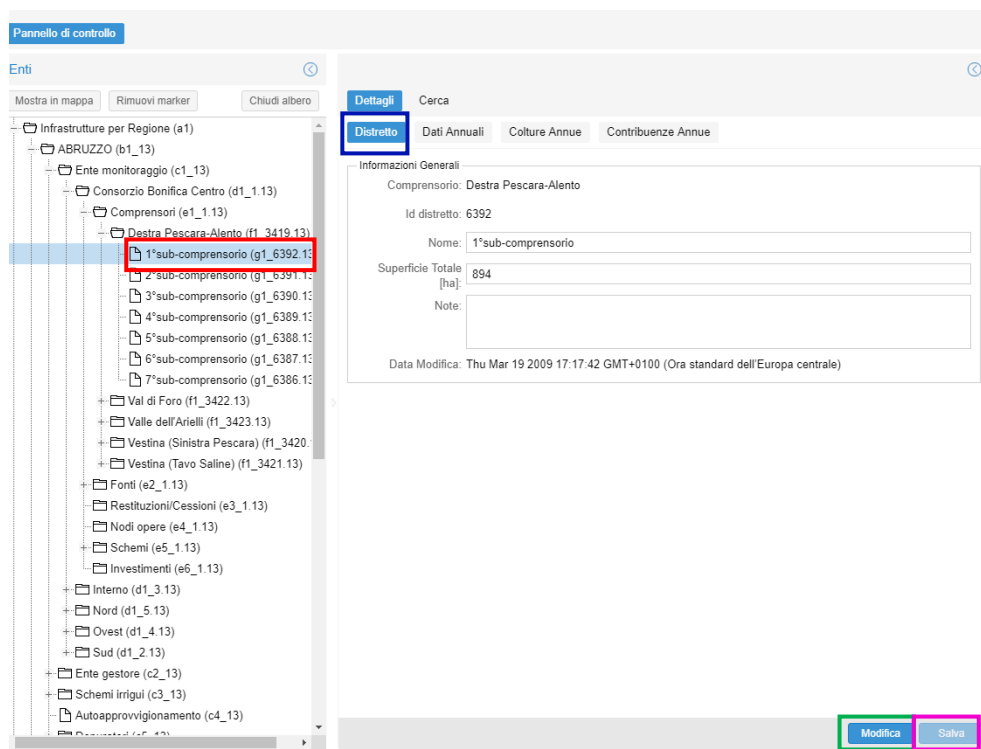 Pannello di controllo
Enti
Mostra in mappa Rimuovi marker Chiudi albero
Infrastrutture per Regione (a1)
ABRUZZO (b1_13)
Ente monitoraggio (c1_13)
Consorzio Bonifica Centro (d1_1.13)
Comprensori (e1_1.13)
Destra Pescara-Alento (f1_3419.13)
1°sub-comprensorio (g1_6392.13
2°sub-comprensorio (g1_6391.13
3°sub-comprensorio (g1_6390.13
4°sub-comprensorio (g1_6389.13
5°sub-comprensorio (g1_6388.13
6°sub-comprensorio (g1_6387.13
7°sub-comprensorio (g1_6386.13
Val di Foro (f1_3422.13)
Valle dell'Arielli (f1_3423.13)
Vestina (Sinistra Pescara) (f1_3420.
Vestina (Tavo Saline) (f1_3421.13)
Fonti (e2_1.13)
Restituzioni/Cessioni (e3_1.13)
Nodi opere (e4_1.13)
Schemi (e5_1.13)
Investimenti (e6_1.13)
Interno (d1_3.13)
Nord (d1_5.13)
Ovest (d1_4.13)
Sud (d1_2.13)
Ente gestore (c2_13)
Schemi irrigui (c3_13)
Autoapprovvigionamento (c4_13)
Dettagli Cerca
Distretto Dati Annuali Colture Annue Contribuenze Annue
Informazioni Generali
Comprensorio: Destra Pescara-Alento
Id distretto: 6392
Nome: 1°sub-comprensorio
Superficie Totale [ha]: 894
Note:
Data Modifica: Thu Mar 19 2009 17:17:42 GMT+0100 (Ora standard dell'Europa centrale)
Modifica Salva